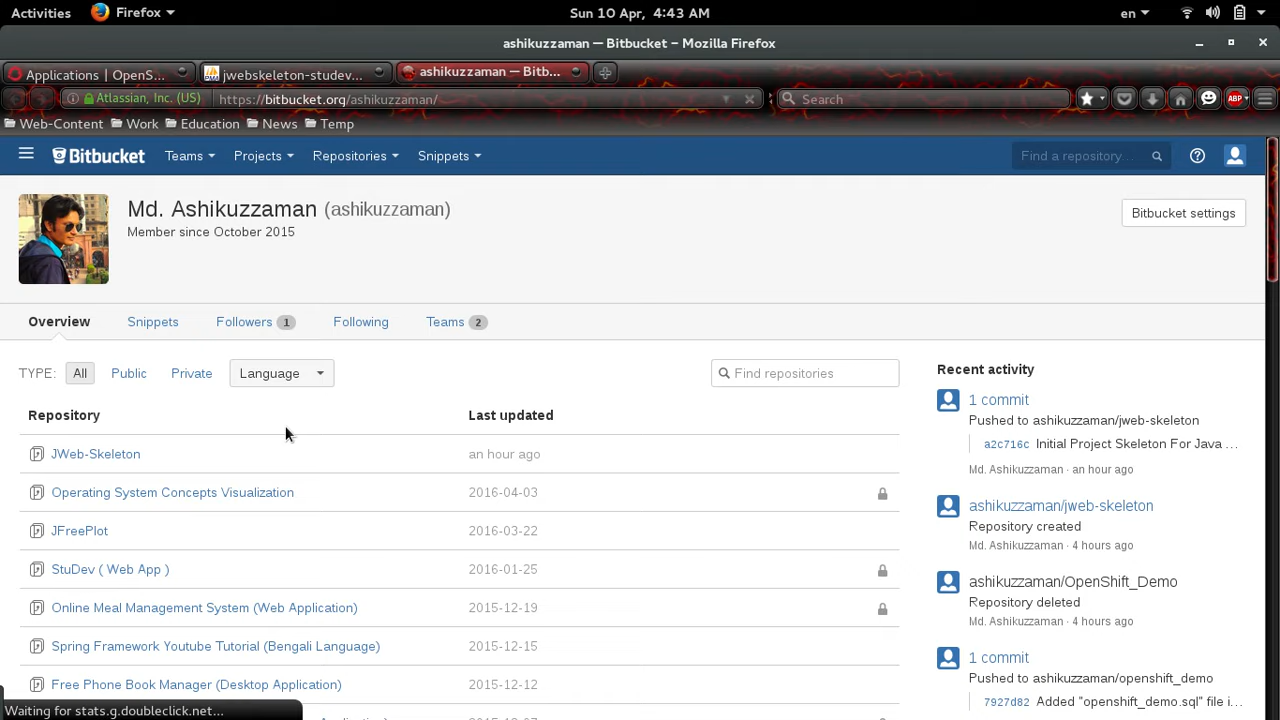 Activities Firefox Sun 10 Apr, 4:43 AM en
ashikuzzaman — Bitbucket – Mozilla Firefox
Applications | OpenS... jwebskeleton-studev... ashikuzzaman — Bitb...
Atlassian, Inc. (US) https://bitbucket.org/ashikuzzaman/ Search ABP
Web-Content Work Education News Temp
Bitbucket Teams Projects Repositories Snippets Find a repository...
Md. Ashikuzzaman (ashikuzzaman) Bitbucket settings
Member since October 2015
Overview Snippets Followers 1 Following Teams 2
TYPE: All Public Private Language Find repositories
Repository Last updated
JWeb-Skeleton an hour ago
Operating System Concepts Visualization 2016-04-03
JFreePlot 2016-03-22
StuDev ( Web App ) 2016-01-25
Online Meal Management System (Web Application) 2015-12-19
Spring Framework Youtube Tutorial (Bengali Language) 2015-12-15
Free Phone Book Manager (Desktop Application) 2015-12-12
Recent activity
1 commit
Pushed to ashikuzzaman/jweb-skeleton
a2c716c Initial Project Skeleton For Java ...
Md. Ashikuzzaman · an hour ago
ashikuzzaman/jweb-skeleton
Repository created
Md. Ashikuzzaman · 4 hours ago
ashikuzzaman/OpenShift_Demo
Repository deleted
Md. Ashikuzzaman · 4 hours ago
1 commit
Pushed to ashikuzzaman/openshift_demo
7927d82 Added "openshift_demo.sql" file i...
Waiting for stats.g.doubleclick.net...